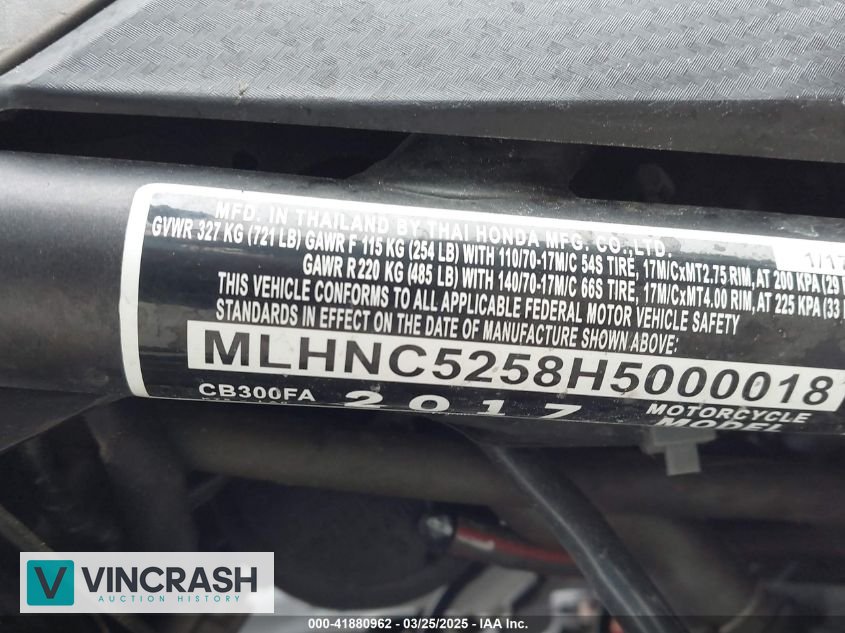 MFD. IN THAILAND BY THAI HONDA MFG. CO., LTD. 1/17
GVWR 327 KG (721 LB) GAWR F 115 KG (254 LB) WITH 110/70-17M/C 54S TIRE, 17M/CxMT2.75 RIM, AT 200 KPA (29
GAWR R 220 KG (485 LB) WITH 140/70-17M/C 66S TIRE, 17M/CxMT4.00 RIM, AT 225 KPA (33
THIS VEHICLE CONFORMS TO ALL APPLICABLE FEDERAL MOTOR VEHICLE SAFETY
STANDARDS IN EFFECT ON THE DATE OF MANUFACTURE SHOWN ABOVE:
MLHNC5258H5000018
CB300FA 2017 MOTORCYCLE
MODEL
V VINCRASH
AUCTION HISTORY
000-41880962 - 03/25/2025 - IAA Inc.